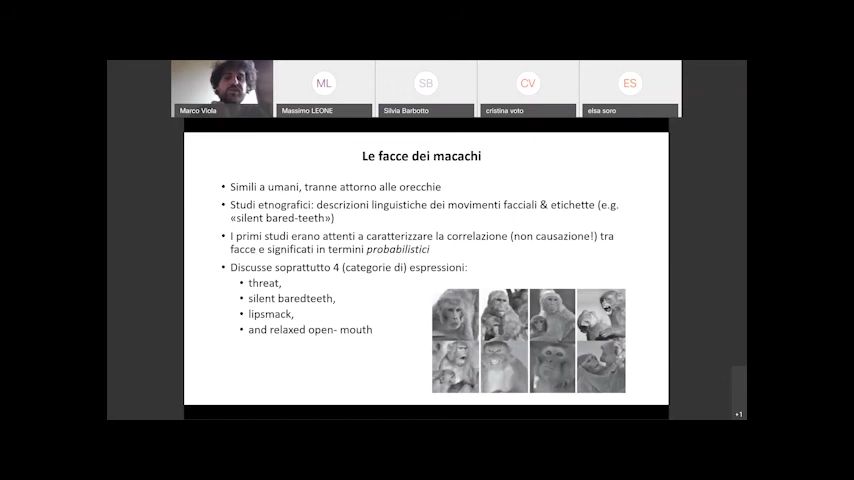 ML
SB
CV
ES
Marco Viola
Massimo LEONE
Silvia Barbotto
cristina voto
elsa soro
Le facce dei macachi
• Simili a umani, tranne attorno alle orecchie
• Studi etnografici: descrizioni linguistiche dei movimenti facciali & etichette (e.g.
«silent bared-teeth»)
• I primi studi erano attenti a caratterizzare la correlazione (non causazione!) tra
facce e significati in termini probabilistici
• Discusse soprattutto 4 (categorie di) espressioni:
• threat,
• silent baredteeth,
• lipsmack,
• and relaxed open- mouth
+1